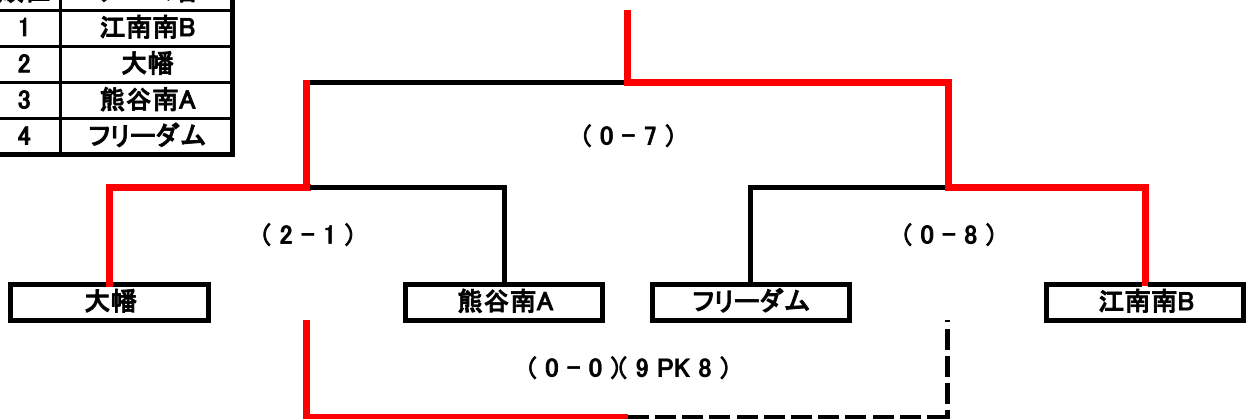 1 江南南B
2 大幡
3 熊谷南A
4 フリーダム
(0-7)
(2-1) (0-8)
大幡 熊谷南A フリーダム 江南南B
(0-0)(9 PK 8)